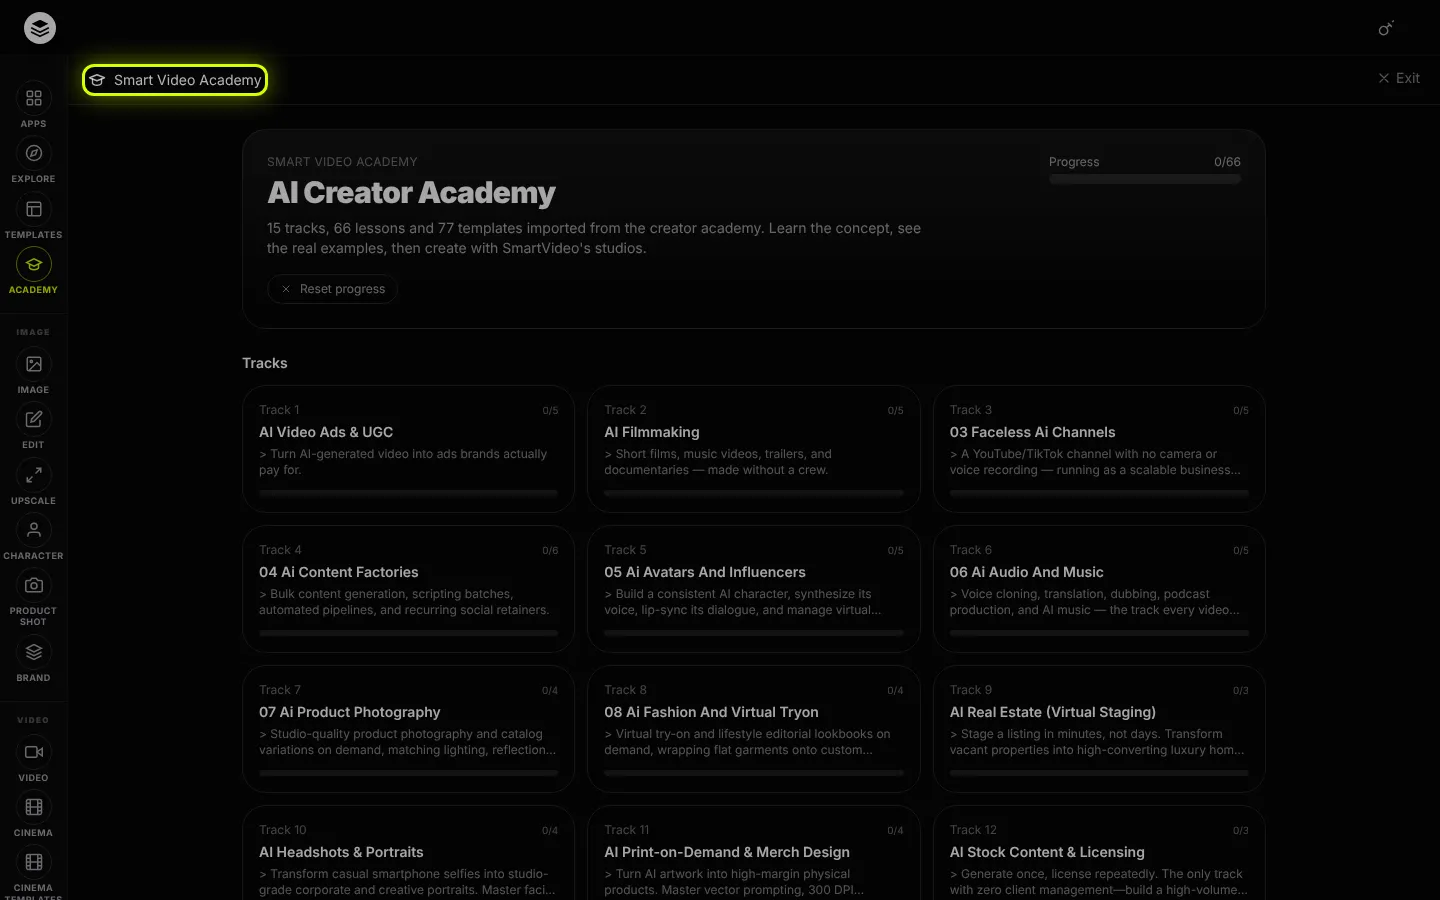 Smart Video Academy
Exit
APPS
EXPLORE
TEMPLATES
ACADEMY
IMAGE
IMAGE
EDIT
UPSCALE
CHARACTER
PRODUCT
SHOT
BRAND
VIDEO
VIDEO
CINEMA
CINEMA
TEMPLATES
SMART VIDEO ACADEMY
AI Creator Academy
15 tracks, 66 lessons and 77 templates imported from the creator academy. Learn the concept, see
the real examples, then create with SmartVideo's studios.
Reset progress
Progress 0/66
Tracks
Track 1 0/5
AI Video Ads & UGC
> Turn AI-generated video into ads brands actually
pay for.
Track 2 0/5
AI Filmmaking
> Short films, music videos, trailers, and
documentaries — made without a crew.
Track 3 0/5
03 Faceless Ai Channels
> A YouTube/TikTok channel with no camera or
voice recording — running as a scalable business...
Track 4 0/6
04 Ai Content Factories
> Bulk content generation, scripting batches,
automated pipelines, and recurring social retainers.
Track 5 0/5
05 Ai Avatars And Influencers
> Build a consistent AI character, synthesize its
voice, lip-sync its dialogue, and manage virtual...
Track 6 0/5
06 Ai Audio And Music
> Voice cloning, translation, dubbing, podcast
production, and AI music — the track every video...
Track 7 0/4
07 Ai Product Photography
> Studio-quality product photography and catalog
variations on demand, matching lighting, reflection...
Track 8 0/4
08 Ai Fashion And Virtual Tryon
> Virtual try-on and lifestyle editorial lookbooks on
demand, wrapping flat garments onto custom...
Track 9 0/3
AI Real Estate (Virtual Staging)
> Stage a listing in minutes, not days. Transform
vacant properties into high-converting luxury hom...
Track 10 0/4
AI Headshots & Portraits
> Transform casual smartphone selfies into studio-
grade corporate and creative portraits. Master faci...
Track 11 0/4
AI Print-on-Demand & Merch Design
> Turn AI artwork into high-margin physical
products. Master vector prompting, 300 DPI...
Track 12 0/3
AI Stock Content & Licensing
> Generate once, license repeatedly. The only track
with zero client management—build a high-volume...